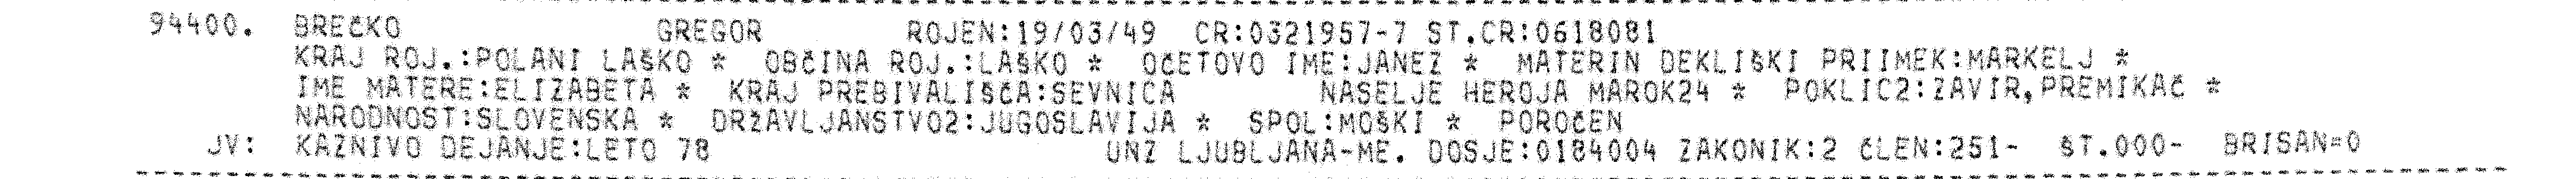 94400. BREČKO GREGOR ROJEN:19/03/49 CR:0321957-7 ST.CR:0618081
KRAJ ROJ.:POLANI LAŠKO * OBČINA ROJ.:LAŠKO * OČETOVO IME:JANEZ * MATERIN DEKLIŠKI PRIIMEK:MARKELJ *
IME MATERE:ELIZABETA * KRAJ PREBIVALIŠČA:SEVNICA NASELJE HEROJA MAROK24 * POKLIC2:ZAVIR,PREMIKAČ *
NARODNOST:SLOVENSKA * DRŽAVLJANSTVO2:JUGOSLAVIJA * SPOL:MOŠKI * POROČEN
JV: KAZNIVO DEJANJE:LETO 78 UNZ LJUBLJANA-ME. DOSJE:0184004 ZAKONIK:2 ČLEN:251- ŠT.000- BRISAN=0